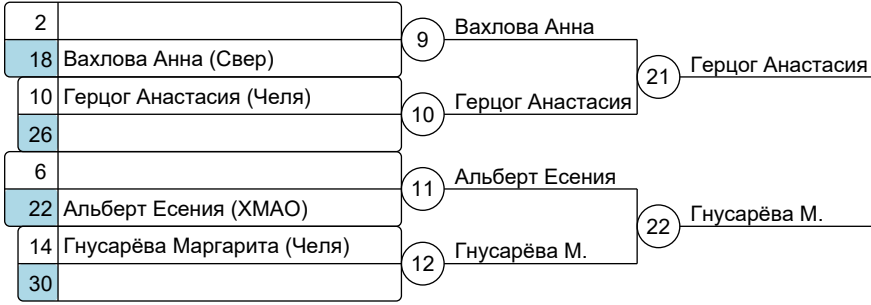 2
9 Вахлова Анна
18 Вахлова Анна (Свер)
21 Герцог Анастасия
10 Герцог Анастасия (Челя)
10 Герцог Анастасия
26
6
11 Альберт Есения
22 Альберт Есения (ХМАО)
22 Гнусарёва М.
14 Гнусарёва Маргарита (Челя)
12 Гнусарёва М.
30